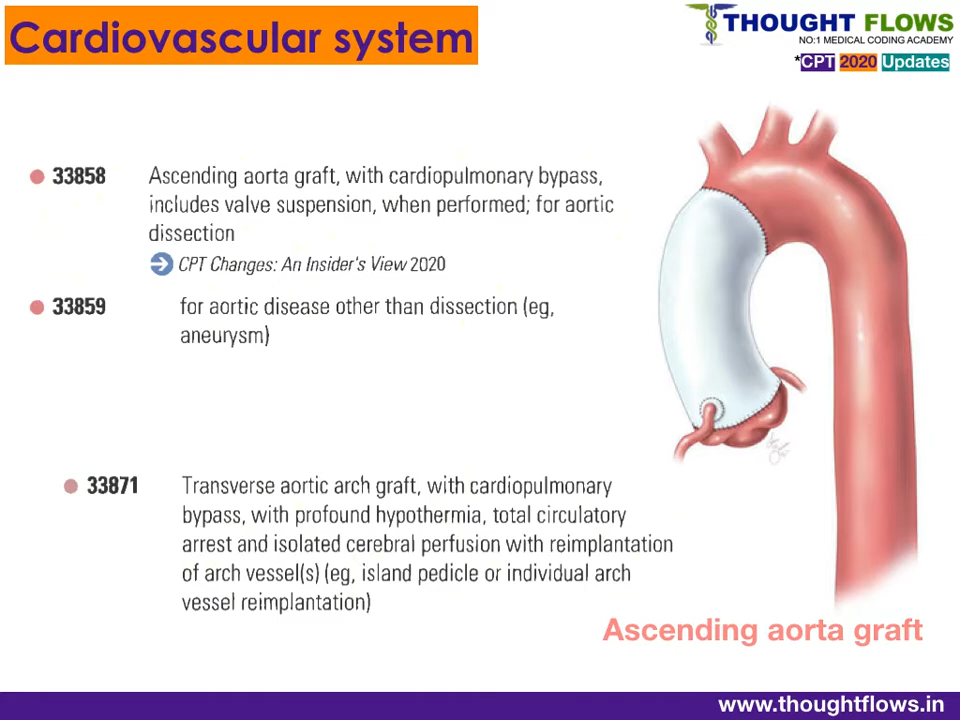 Cardiovascular system
THOUGHT FLOWS
NO:1 MEDICAL CODING ACADEMY
*CPT 2020 Updates
33858 Ascending aorta graft, with cardiopulmonary bypass,
includes valve suspension, when performed; for aortic
dissection
CPT Changes: An Insider's View 2020
33859 for aortic disease other than dissection (eg,
aneurysm)
33871 Transverse aortic arch graft, with cardiopulmonary
bypass, with profound hypothermia, total circulatory
arrest and isolated cerebral perfusion with reimplantation
of arch vessel(s) (eg, island pedicle or individual arch
vessel reimplantation)
Ascending aorta graft
www.thoughtflows.in